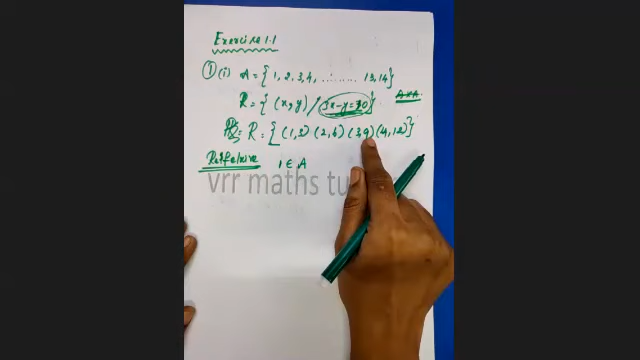 Exercise 1.1
① (i) A = { 1, 2, 3, 4, ......... 13, 14 }
R = { (x, y) / 3x - y = 0 } A×A
R = { (1, 3) (2, 6) (3, 9) (4, 12) }
Reflexive 1 ∈ A
vrr maths tu